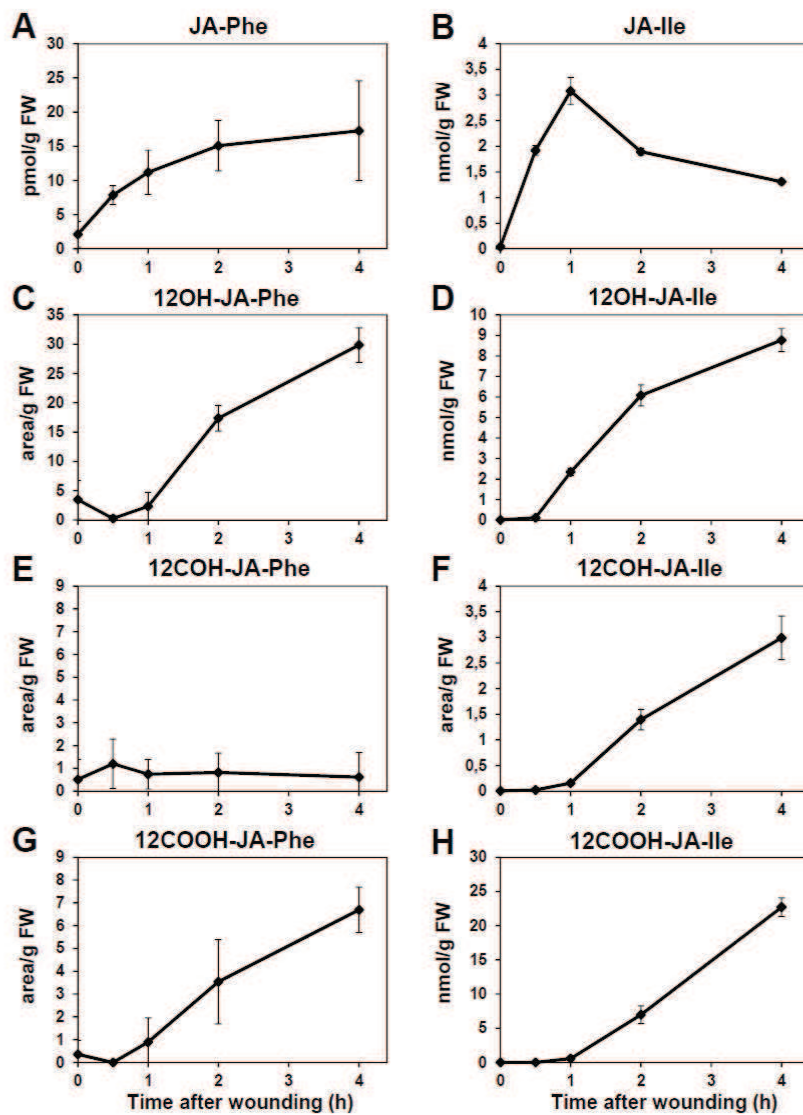 A JA-Phe
30
25
20
15
10
5
0
pmol/g FW
0 1 2 3 4
B JA-Ile
4
3,5
3
2,5
2
1,5
1
0,5
0
nmol/g FW
0 1 2 3 4
C 12OH-JA-Phe
35
30
25
20
15
10
5
0
area/g FW
0 1 2 3 4
D 12OH-JA-Ile
10
9
8
7
6
5
4
3
2
1
0
nmol/g FW
0 1 2 3 4
E 12COH-JA-Phe
9
8
7
6
5
4
3
2
1
0
area/g FW
0 1 2 3 4
F 12COH-JA-Ile
4
3,5
3
2,5
2
1,5
1
0,5
0
area/g FW
0 1 2 3 4
G 12COOH-JA-Phe
9
8
7
6
5
4
3
2
1
0
area/g FW
0 1 2 3 4
Time after wounding (h)
H 12COOH-JA-Ile
30
25
20
15
10
5
0
nmol/g FW
0 1 2 3 4
Time after wounding (h)